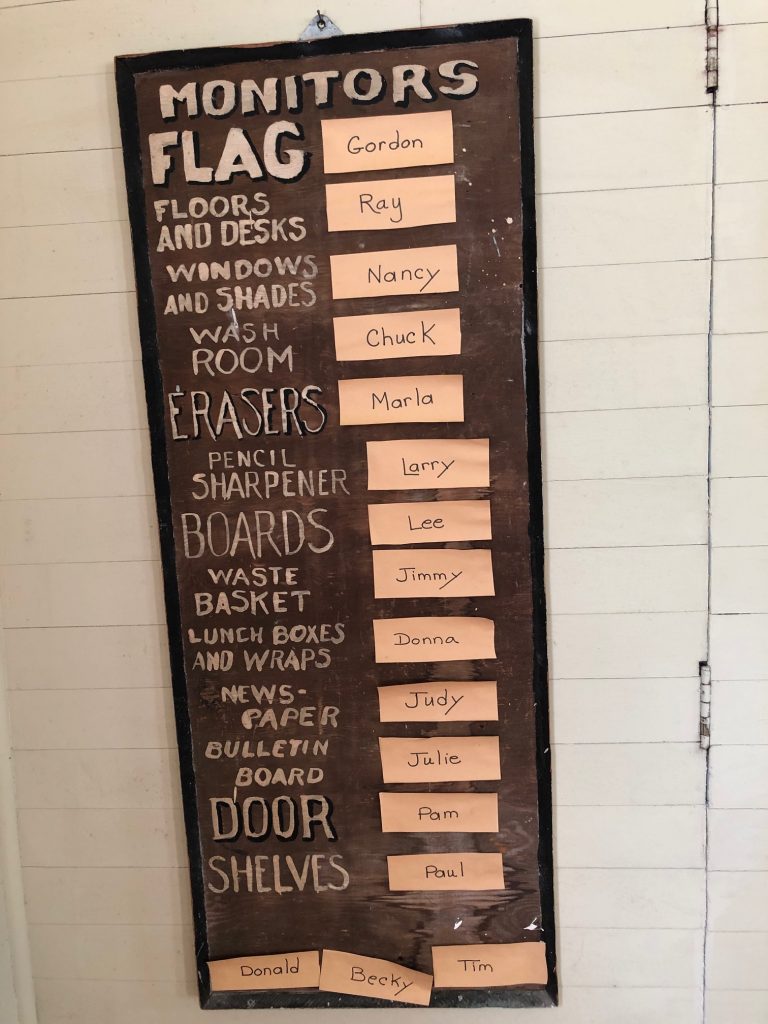 MONITORS
FLAG Gordon
FLOORS
AND DESKS Ray
WINDOWS
AND SHADES Nancy
WASH
ROOM Chuck
ERASERS Marla
PENCIL
SHARPENER Larry
BOARDS Lee
WASTE
BASKET Jimmy
LUNCH BOXES
AND WRAPS Donna
NEWS-
PAPER Judy
BULLETIN
BOARD Julie
DOOR Pam
SHELVES Paul
Donald Becky Tim